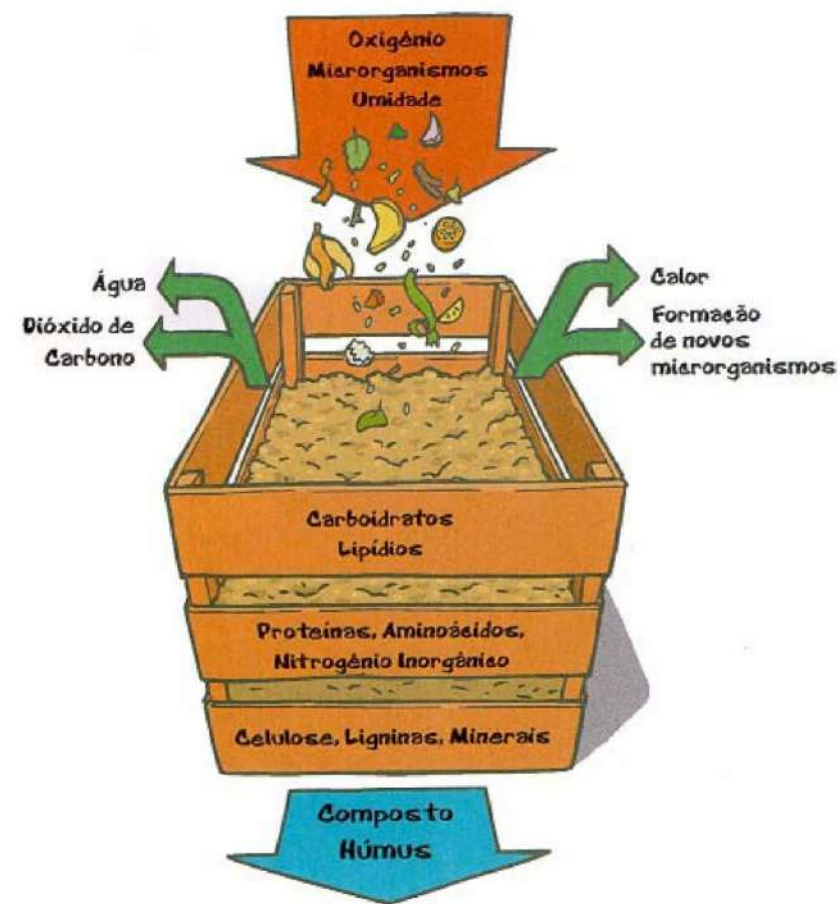 Oxigênio
Microrganismos
Umidade
Água
Dióxido de
Carbono
Calor
Formação
de novos
microrganismos
Carboidratos
Lipídios
Proteínas, Aminoácidos,
Nitrogênio Inorgânico
Celulose, Ligninas, Minerais
Composto
Húmus